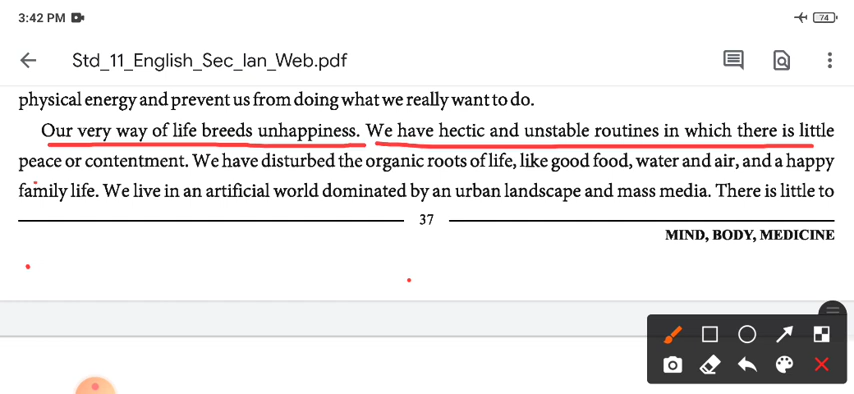 3:42 PM
74
Std_11_English_Sec_lan_Web.pdf
physical energy and prevent us from doing what we really want to do.
Our very way of life breeds unhappiness. We have hectic and unstable routines in which there is little
peace or contentment. We have disturbed the organic roots of life, like good food, water and air, and a happy
family life. We live in an artificial world dominated by an urban landscape and mass media. There is little to
37
MIND, BODY, MEDICINE